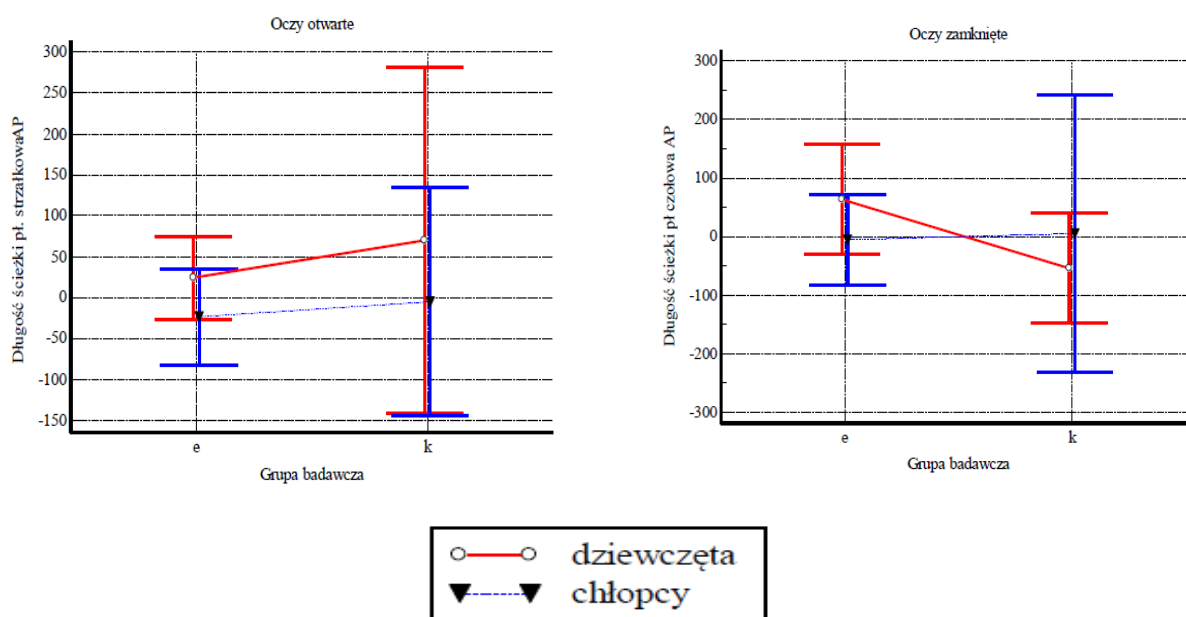 Oczy otwarte
Długość ścieżki pł. strzałkowaAP
300
250
200
150
100
50
0
-50
-100
-150
e
k
Grupa badawcza
Oczy zamknięte
Długość ścieżki pł czołowa AP
300
200
100
0
-100
-200
-300
e
k
Grupa badawcza
dziewczęta
chłopcy